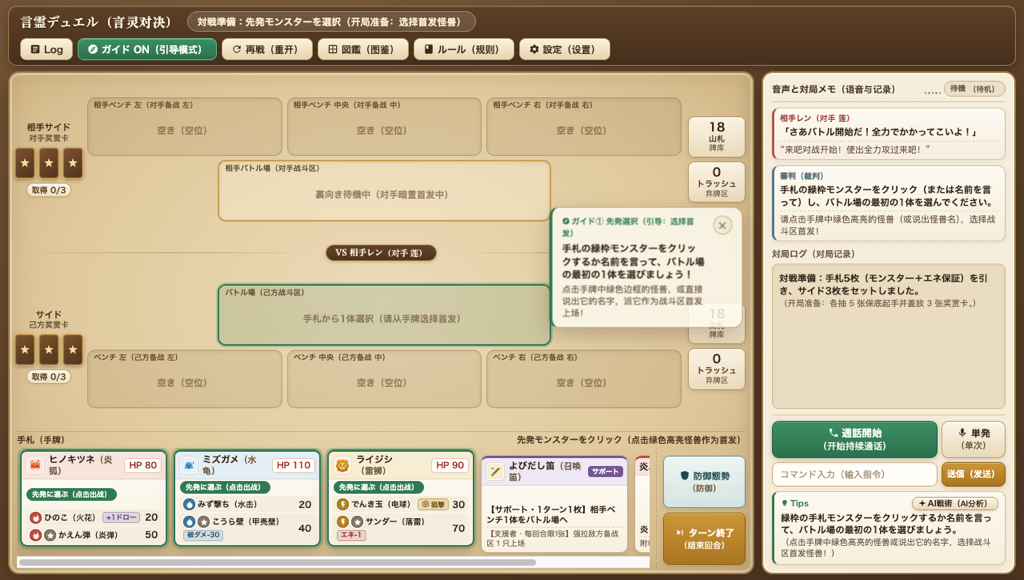 言霊デュエル（言灵对决）
対戦準備：先発モンスターを選択（开局准备：选择首发怪兽）
Log
ガイド ON（引导模式）
再戦（重开）
図鑑（图鉴）
ルール（规则）
設定（设置）
相手サイド
对手奖赏卡
取得 0/3
相手ベンチ 左（对手备战 左）
空き（空位）
相手ベンチ 中央（对手备战 中）
空き（空位）
相手ベンチ 右（对手备战 右）
空き（空位）
18
山札
牌库
0
トラッシュ
弃牌区
相手バトル場（对手战斗区）
裏向き待機中（对手暗置首发中）
VS 相手レン（对手 莲）
ガイド① 先発選択（引导：选择首
发）
手札の緑枠モンスターをクリッ
クするか名前を言って、バトル場
の最初の1体を選びましょう！
点击手牌中绿色边框的怪兽，或直接
说出它的名字，派它作为战斗区首发
上场！
バトル場（己方战斗区）
手札から1体選択（请从手牌选择首发）
サイド
己方奖赏卡
取得 0/3
ベンチ 左（己方备战 左）
空き（空位）
ベンチ 中央（己方备战 中）
空き（空位）
ベンチ 右（己方备战 右）
空き（空位）
18
山札
牌库
0
トラッシュ
弃牌区
手札（手牌）
先発モンスターをクリック（点击绿色高亮怪兽作为首发）
ヒノキツネ（炎
狐）
HP 80
先発に選ぶ（点击出战）
ひのこ（火花） +1ドロー 20
かえん弾（炎弹） 50
ミズガメ（水
龟）
HP 110
先発に選ぶ（点击出战）
みず撃ち（水击） 20
こうら壁（甲壳壁） 40
被ダメ-30
ライジシ
（雷狮）
HP 90
先発に選ぶ（点击出战）
でんき玉（电球） 狙撃 30
サンダー（落雷） 70
エネ-1
よびだし笛（召唤
笛）
サポート
【サポート・1ターン1枚】相手ベ
ンチ1体をバトル場へ
【支援者・每回合限1张】强拉敌方备战
区 1 只上场
炎
炎
防御態勢
（防御）
ターン終了
（结束回合）
音声と対局メモ（语音与记录）
待機 （待机）
相手レン（对手 莲）
「さあバトル開始だ！全力でかかってこいよ！」
“来吧对战开始！使出全力攻过来吧！”
審判（裁判）
手札の緑枠モンスターをクリック（または名前を言
って）し、バトル場の最初の1体を選んでください。
请点击手牌中绿色高亮的怪兽（或说出怪兽名），选择战
斗区首发！
対局ログ（对局记录）
対戦準備：手札5枚（モンスター＋エネ保証）を引
き、サイド3枚をセットしました。
（开局准备：各抽 5 张保底起手并盖放 3 张奖赏卡。）
通話開始
（开始持续通话）
単発
（单次）
コマンド入力（输入指令）
送信（发送）
Tips
AI戦術（AI分析）
緑枠の手札モンスターをクリックするか名前を言っ
て、バトル場の最初の1体を選びましょう。
（点击手牌中绿色高亮的怪兽或说出它的名字，选择战斗
区首发怪兽！）